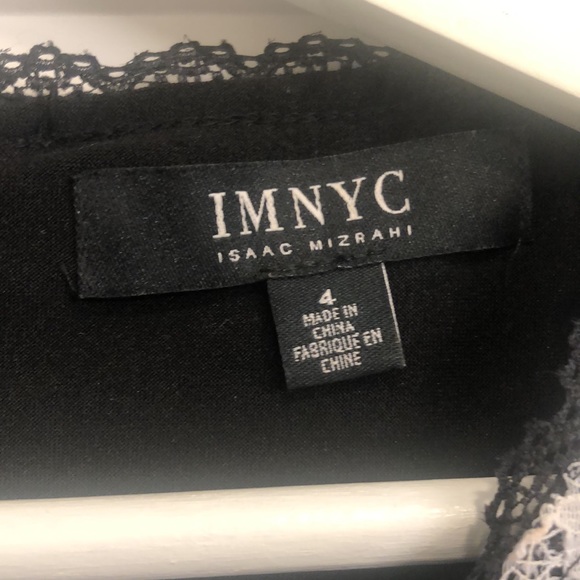 IMNYC
ISAAC MIZRAHI
4
MADE IN
CHINA
FABRIQUE EN
CHINE